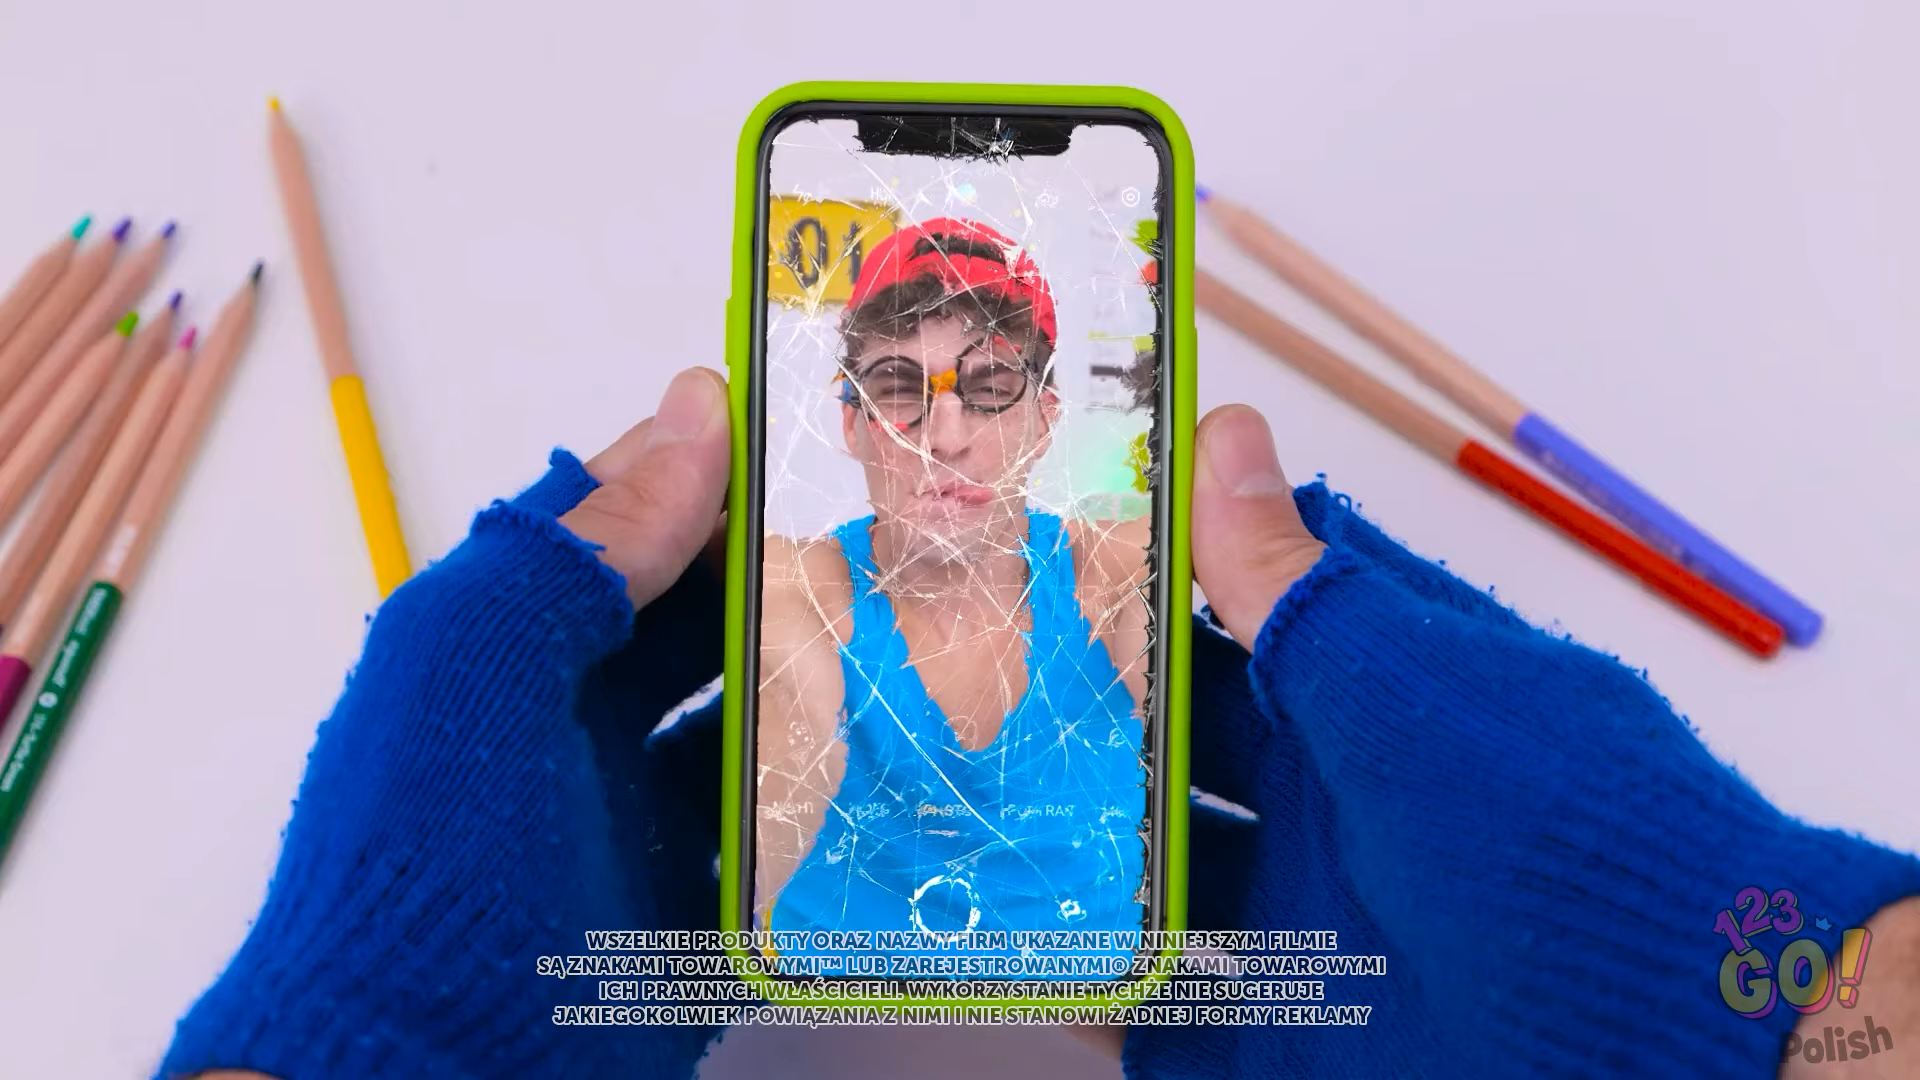 01
WSZELKIE PRODUKTY ORAZ NAZWY FIRM UKAZANE W NINIEJSZYM FILMIE
SĄ ZNAKAMI TOWAROWYMI™ LUB ZAREJESTROWANYMI® ZNAKAMI TOWAROWYMI
ICH PRAWNYCH WŁAŚCICIELI. WYKORZYSTANIE TYCHŻE NIE SUGERUJE
JAKIEGOKOLWIEK POWIĄZANIA Z NIMI I NIE STANOWI ŻADNEJ FORMY REKLAMY
123
GO!
Polish